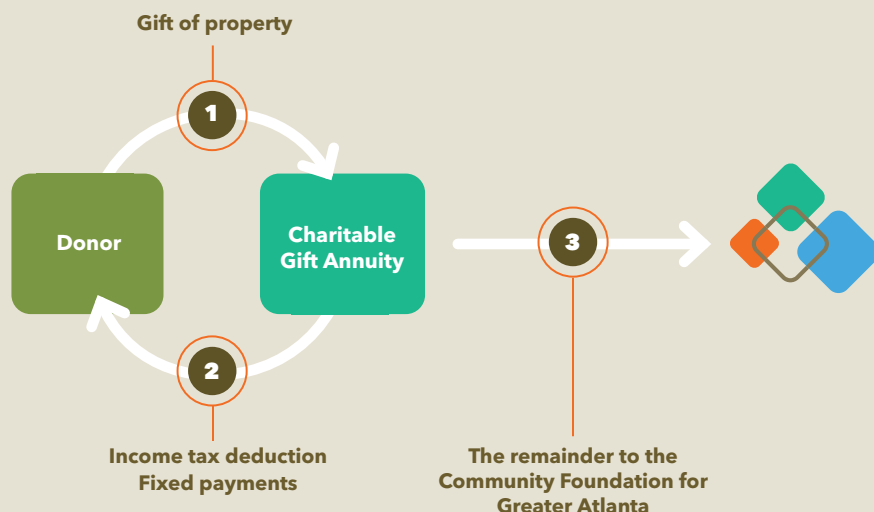 Gift of property
1
Donor
Charitable
Gift Annuity
3
2
Income tax deduction
Fixed payments
The remainder to the
Community Foundation for
Greater Atlanta